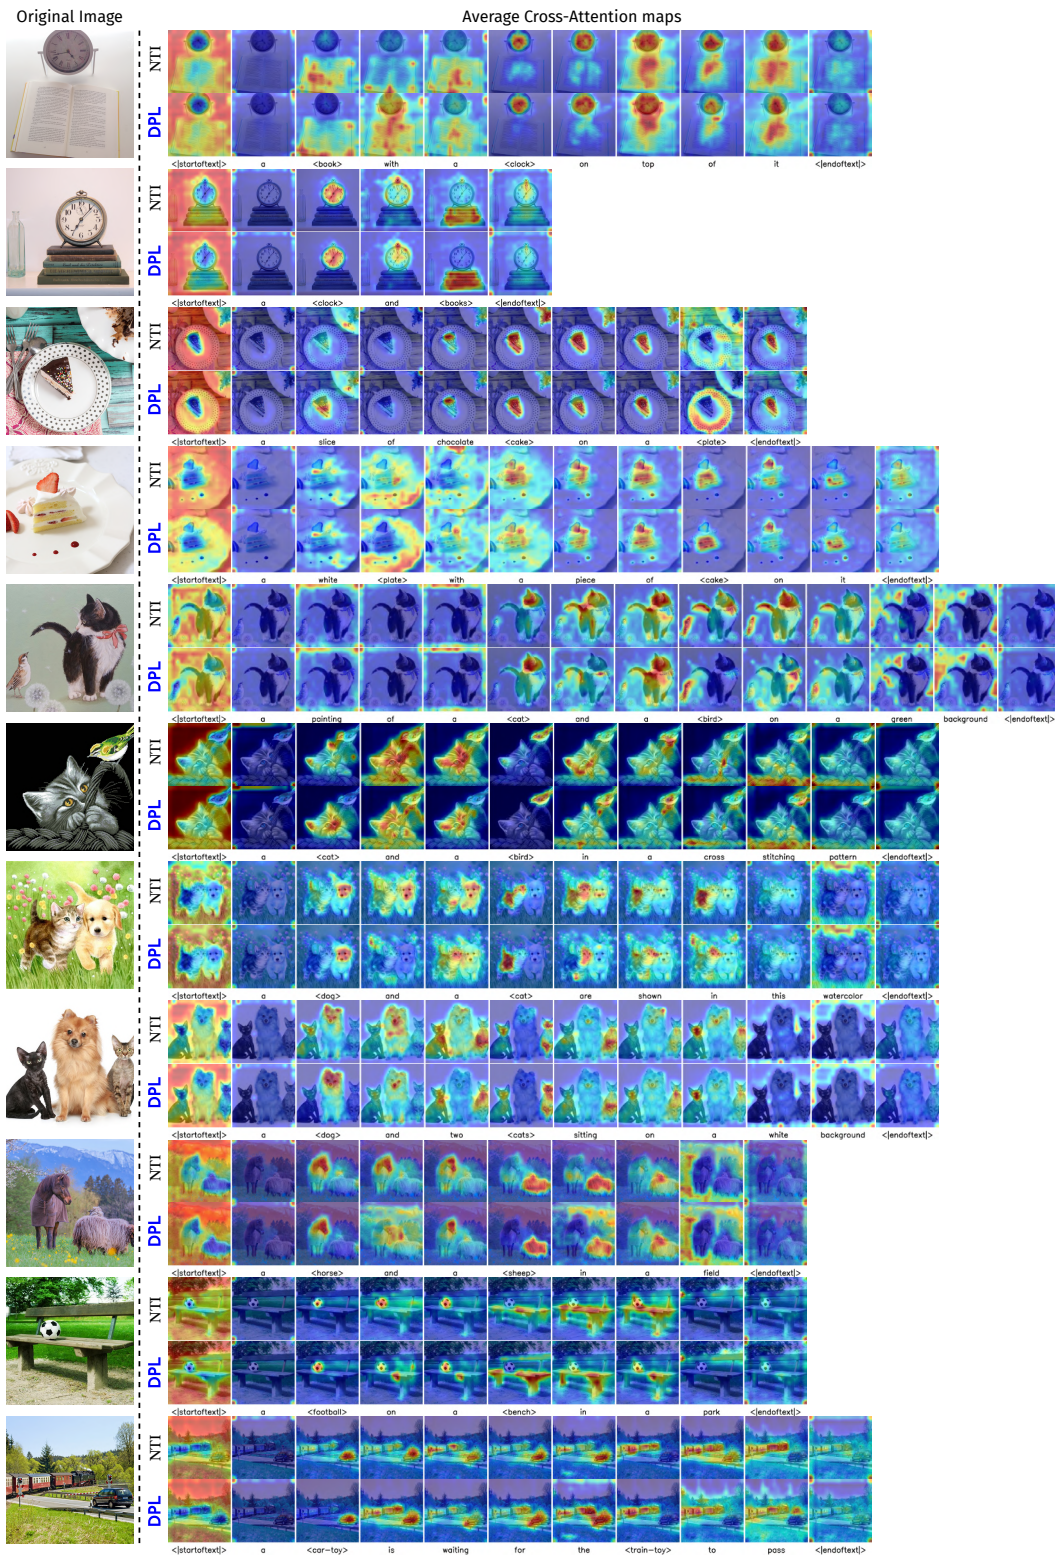 Original Image Average Cross-Attention maps
NTI
DPL
<|startoftext|> a <book> with a <clock> on top of it <|endoftext|>
NTI
DPL
<|startoftext|> a <clock> and <books> <|endoftext|>
NTI
DPL
<|startoftext|> a slice of chocolate <cake> on a <plate> <|endoftext|>
NTI
DPL
<|startoftext|> a white <plate> with a piece of <cake> on it <|endoftext|>
NTI
DPL
<|startoftext|> a painting of a <cat> and a <bird> on a green background <|endoftext|>
NTI
DPL
<|startoftext|> a <cat> and a <bird> in a cross stitching pattern <|endoftext|>
NTI
DPL
<|startoftext|> a <dog> and a <cat> are shown in this watercolor <|endoftext|>
NTI
DPL
<|startoftext|> a <dog> and two <cats> sitting on a white background <|endoftext|>
NTI
DPL
<|startoftext|> a <horse> and a <sheep> in a field <|endoftext|>
NTI
DPL
<|startoftext|> a <football> on a <bench> in a park <|endoftext|>
NTI
DPL
<|startoftext|> a <car-toy> is waiting for the <train-toy> to pass <|endoftext|>